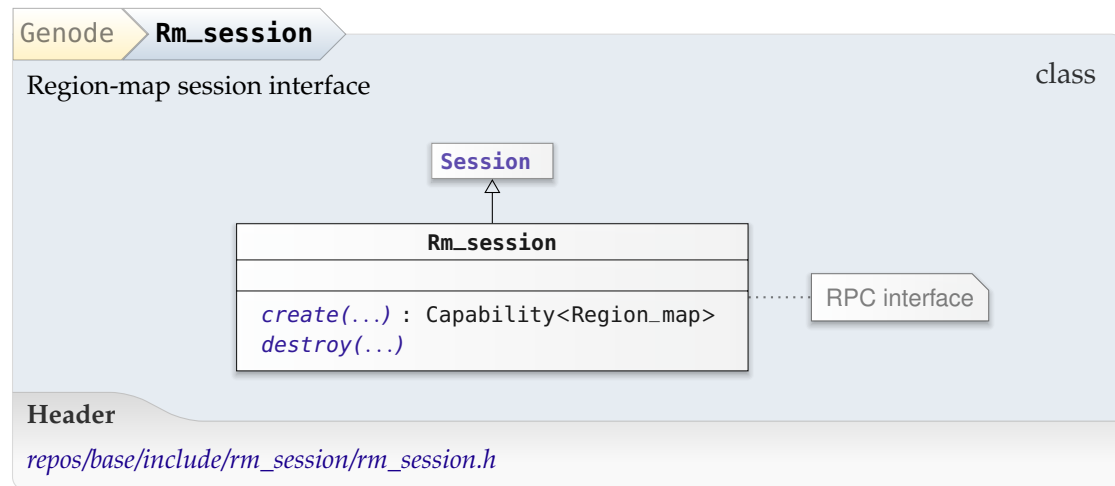 Genode Rm_session
class
Region-map session interface
Session
Rm_session
create(...) : Capability<Region_map>
destroy(...)
RPC interface
Header
repos/base/include/rm_session/rm_session.h